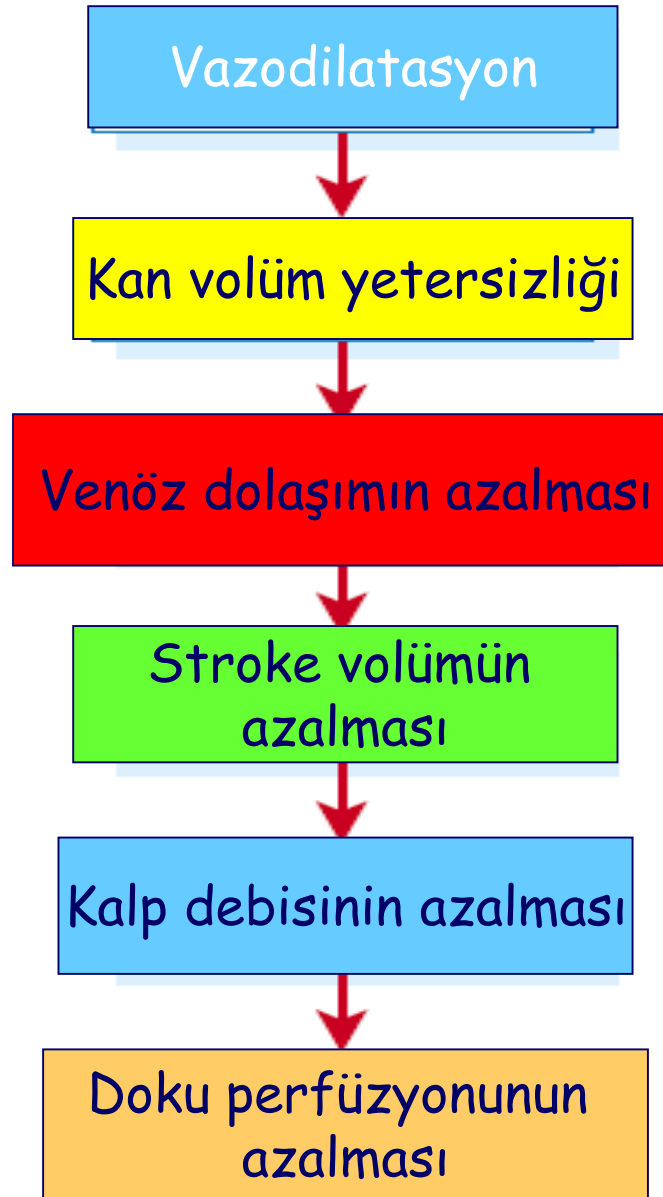 Vazodilatasyon
Kan volüm yetersizliği
Venöz dolaşımın azalması
Stroke volümün
azalması
Kalp debisinin azalması
Doku perfüzyonunun
azalması